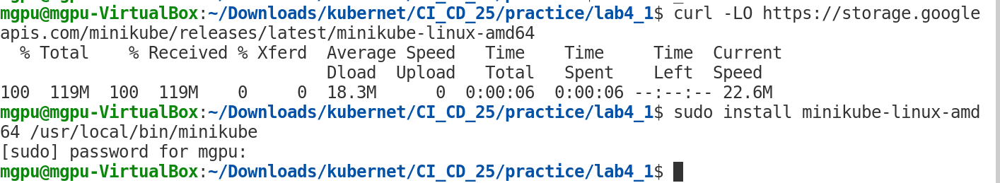 mgpu@mgpu-VirtualBox:~/Downloads/kubernet/CI_CD_25/practice/lab4_1$ curl -LO https://storage.google
apis.com/minikube/releases/latest/minikube-linux-amd64
  % Total    % Received % Xferd  Average Speed   Time    Time     Time  Current
                                 Dload  Upload   Total   Spent    Left  Speed
100  119M  100  119M    0     0  18.3M      0  0:00:06  0:00:06 --:--:-- 22.6M
mgpu@mgpu-VirtualBox:~/Downloads/kubernet/CI_CD_25/practice/lab4_1$ sudo install minikube-linux-amd
64 /usr/local/bin/minikube
[sudo] password for mgpu:
mgpu@mgpu-VirtualBox:~/Downloads/kubernet/CI_CD_25/practice/lab4_1$